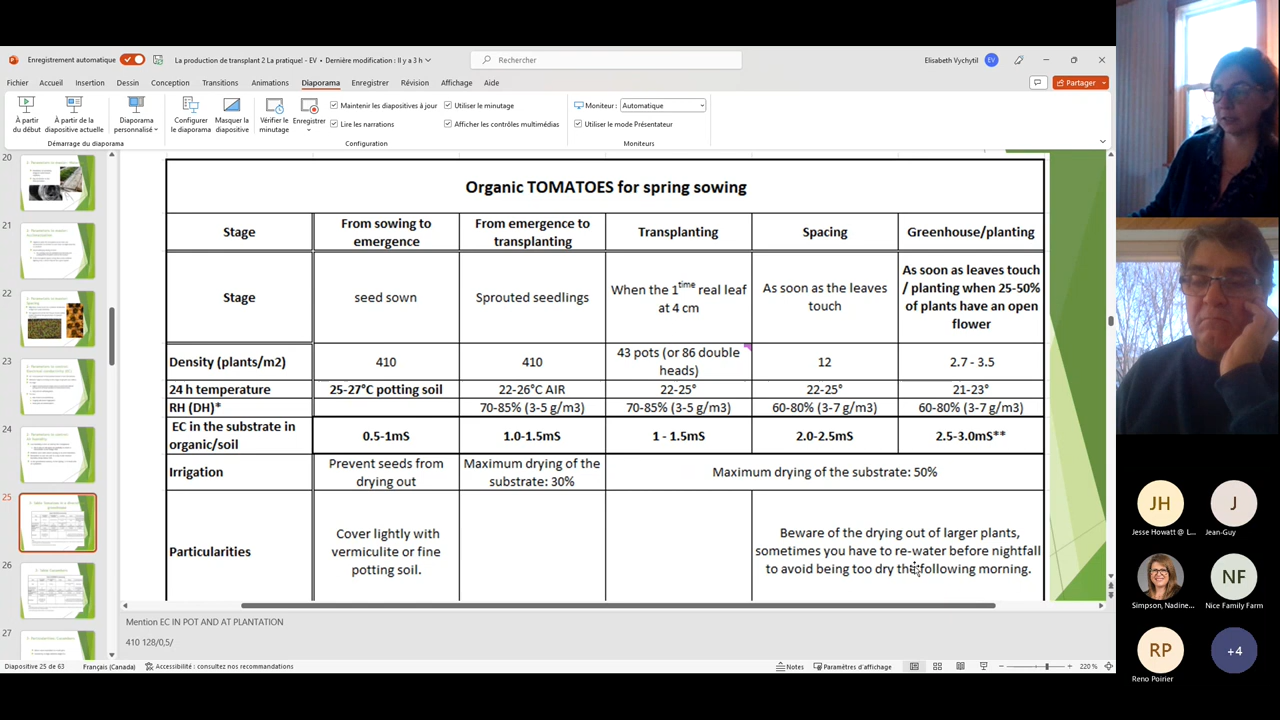 Enregistrement automatique
La production de transplant 2 La pratique! - EV • Dernière modification : Il y a 3 h
Rechercher
Elisabeth Vychytil
EV
Fichier Accueil Insertion Dessin Conception Transitions Animations Diaporama Enregistrer Révision Affichage Aide
Partager
À partir du début
À partir de la diapositive actuelle
Diaporama personnalisé
Configurer le diaporama
Masquer la diapositive
Vérifier le minutage
Enregistrer
Maintenir les diapositives à jour
Utiliser le minutage
Lire les narrations
Afficher les contrôles multimédias
Moniteur : Automatique
Utiliser le mode Présentateur
Démarrage du diaporama
Configuration
Moniteurs
20
21
22
23
24
25
26
27
Organic TOMATOES for spring sowing
Stage
From sowing to
emergence
From emergence to
transplanting
Transplanting
Spacing
Greenhouse/planting
Stage
seed sown
Sprouted seedlings
When the 1time real leaf
at 4 cm
As soon as the leaves
touch
As soon as leaves touch
/ planting when 25-50%
of plants have an open
flower
Density (plants/m2)
410
410
43 pots (or 86 double
heads)
12
2.7 - 3.5
24 h temperature
25-27°C potting soil
22-26°C AIR
22-25°
22-25°
21-23°
RH (DH)*
70-85% (3-5 g/m3)
70-85% (3-5 g/m3)
60-80% (3-7 g/m3)
60-80% (3-7 g/m3)
EC in the substrate in
organic/soil
0.5-1mS
1.0-1.5mS
1 - 1.5mS
2.0-2.5mS
2.5-3.0mS**
Irrigation
Prevent seeds from
drying out
Maximum drying of the
substrate: 30%
Maximum drying of the substrate: 50%
Particularities
Cover lightly with
vermiculite or fine
potting soil.
Beware of the drying out of larger plants,
sometimes you have to re-water before nightfall
to avoid being too dry the following morning.
Mention EC IN POT AND AT PLANTATION
410 128/0,5/
Diapositive 25 de 63
Français (Canada)
Accessibilité : consultez nos recommandations
Notes
Paramètres d'affichage
220 %
JH
Jesse Howatt @ L...
J
Jean-Guy
Simpson, Nadine...
NF
Nice Family Farm
RP
Reno Poirier
+4